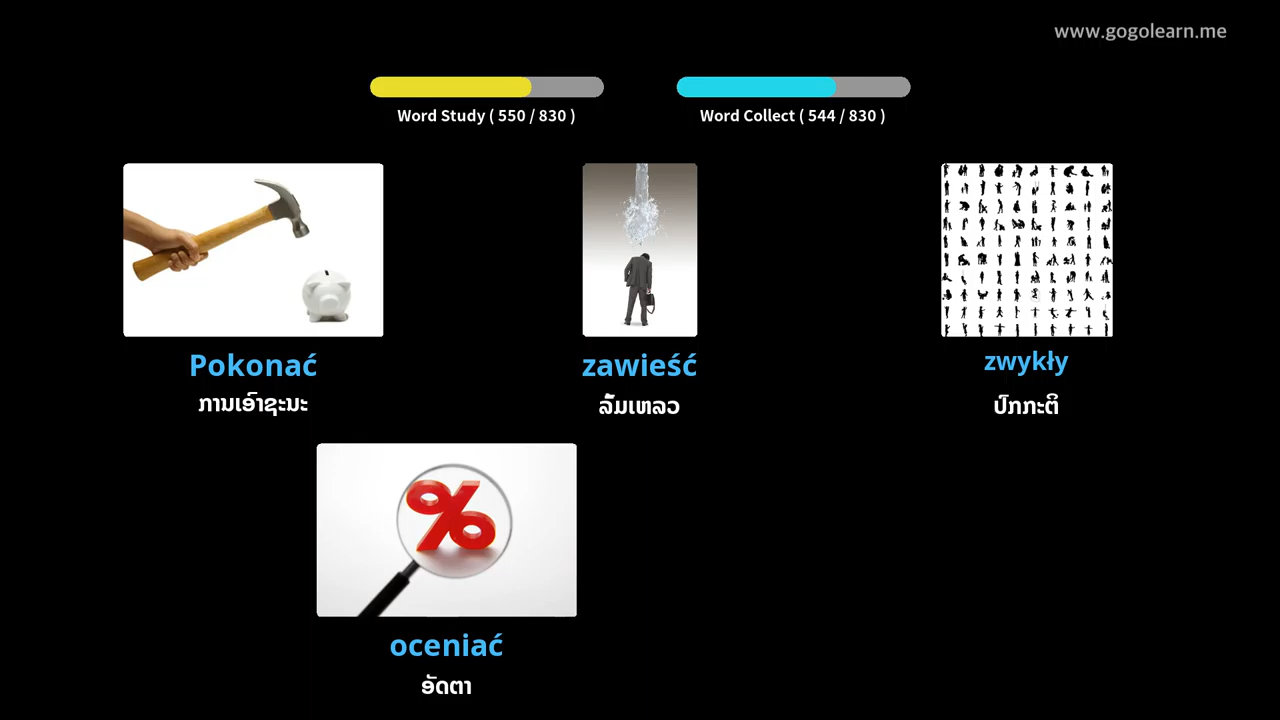 www.gogolearn.me
Word Study ( 550 / 830 )
Word Collect ( 544 / 830 )
Pokonać
ການເອົາຊະນະ
zawieść
ລົ້ມເຫລວ
zwykły
ປົກກະຕິ
oceniać
ອັດຕາ